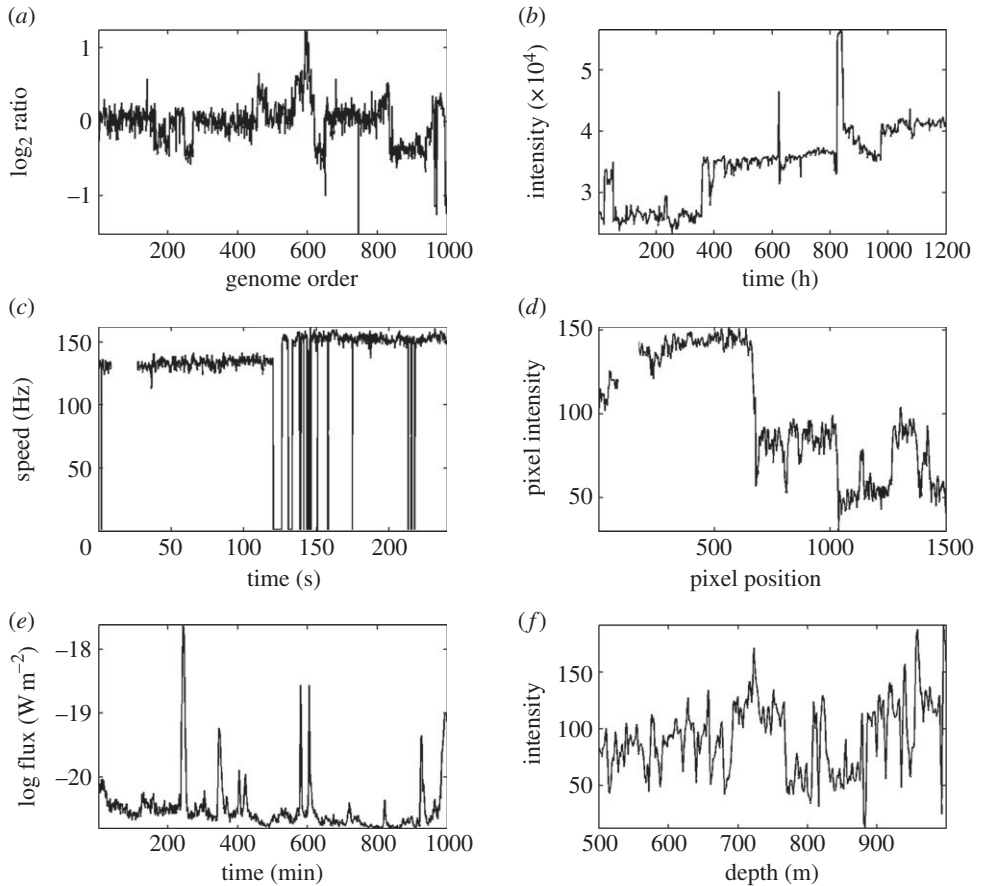 (a)
log₂ ratio
1
0
−1
200 400 600 800 1000
genome order
(b)
intensity (×10⁴)
5
4
3
200 400 600 800 1000 1200
time (h)
(c)
speed (Hz)
150
100
50
0 50 100 150 200
time (s)
(d)
pixel intensity
150
100
50
500 1000 1500
pixel position
(e)
log flux (W m⁻²)
−18
−19
−20
200 400 600 800 1000
time (min)
(f)
intensity
150
100
50
500 600 700 800 900
depth (m)